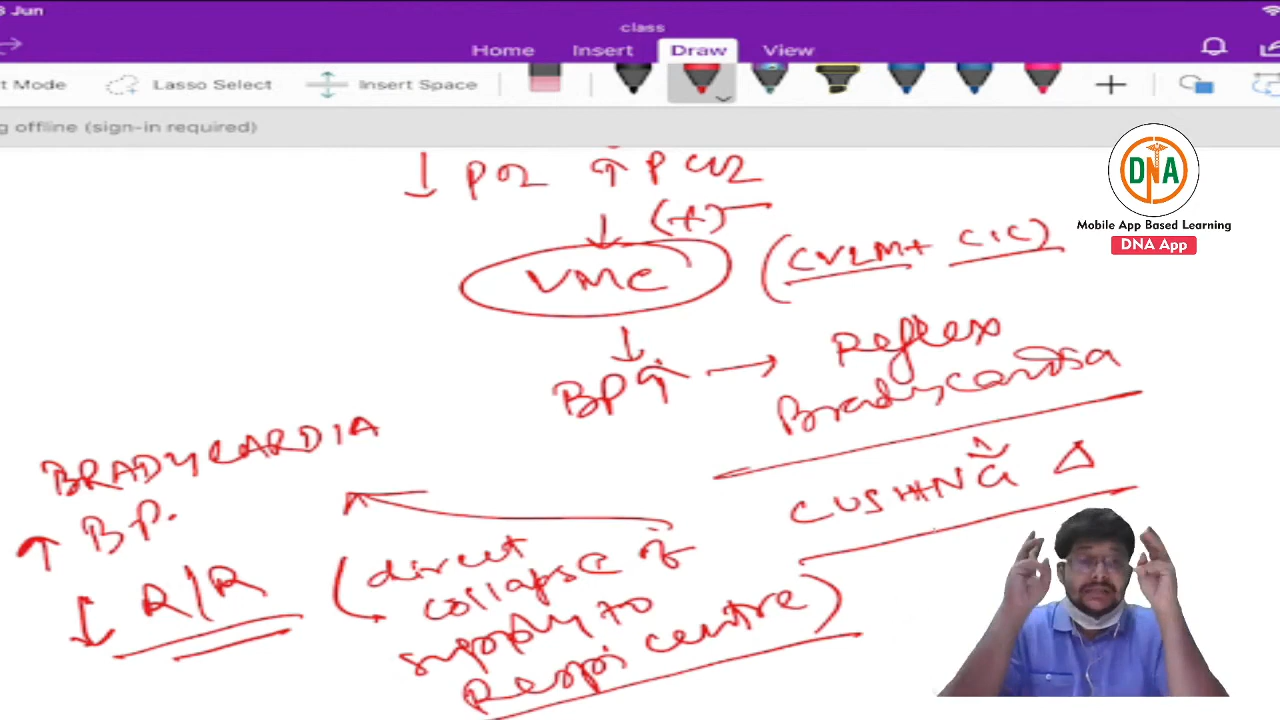 3 Jun
class
Home Insert Draw View
t Mode Lasso Select Insert Space
g offline (sign-in required)
DNA
Mobile App Based Learning
DNA App
↓ PO2 ↑ PCO2
(+)
VMC (CVLM + CIC)
↓
BP↑ → Reflex
Bradycardia
CUSHING Δ
BRADYCARDIA
↑ BP.
↓ R/R
(direct
collapse of
supply to
Respi centre)